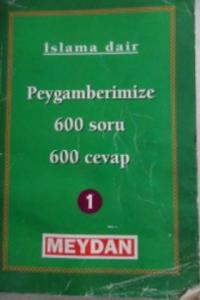 İslama dair
Peygamberimize
600 soru
600 cevap
1
MEYDAN